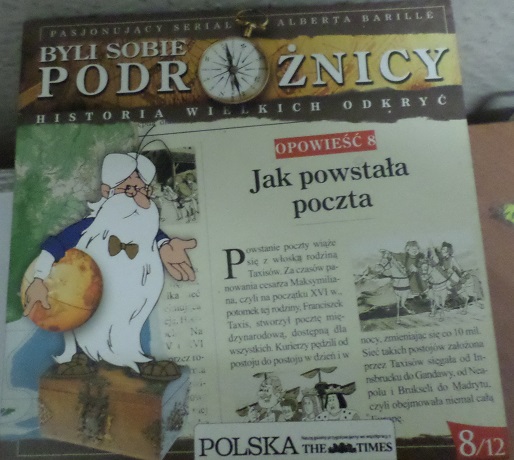 PASJONUJĄCY SERIAL ALBERTA BARILLE
BYLI SOBIE
PODRÓŻNICY
HISTORIA WIELKICH ODKRYĆ
OPOWIEŚĆ 8
Jak powstała
poczta
Powstanie poczty wiąże
się z włoską rodziną
Taxisów. Za czasów pa-
nowania cesarza Maksymilia-
na, czyli na początku XVI w.
potomek tej rodziny, Franciszek
Taxis, stworzył pocztę mię-
dzynarodową, dostępną dla
wszystkich. Kurierzy pędzili od
postoju do postoju w dzień i w
nocy, zmieniając się co 10 mil.
Sieć takich postojów założona
przez Taxisów sięgała od In-
nsbrucku do Gandawy, od Nea-
polu i Brukseli do Madrytu,
czyli obejmowała niemal całą
Europę.
POLSKA THE TIMES
8/12